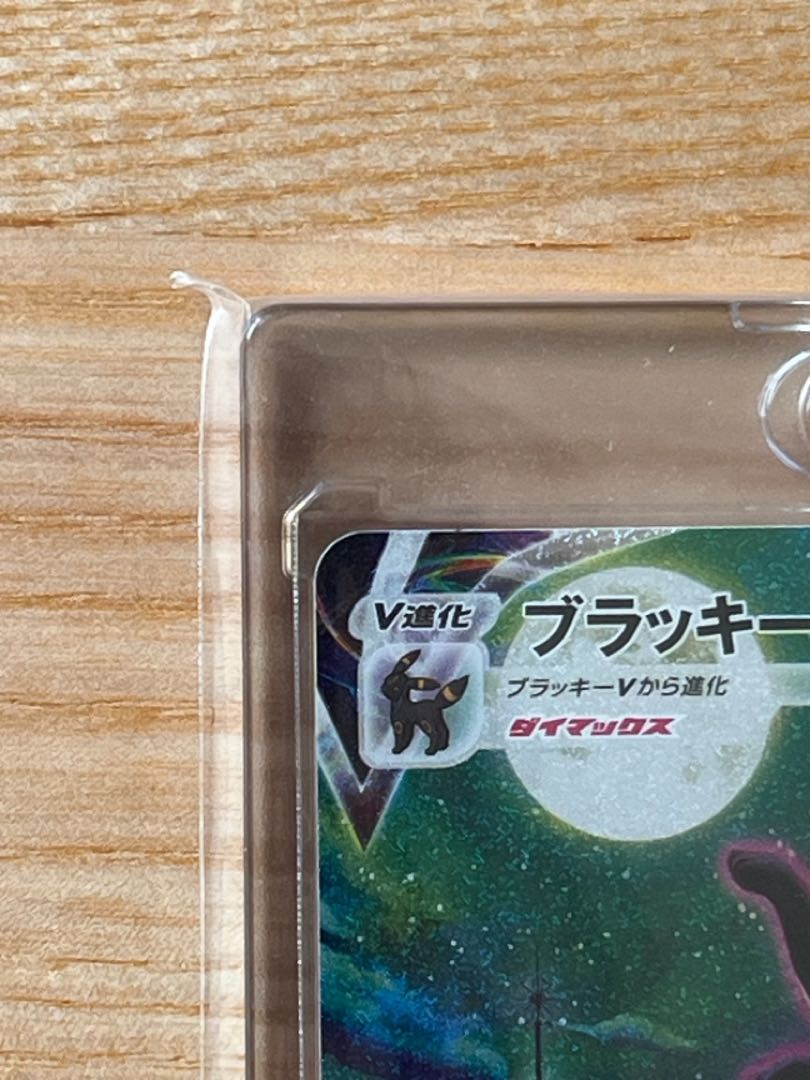 V進化
ブラッキー
ブラッキーVから進化
ダイマックス